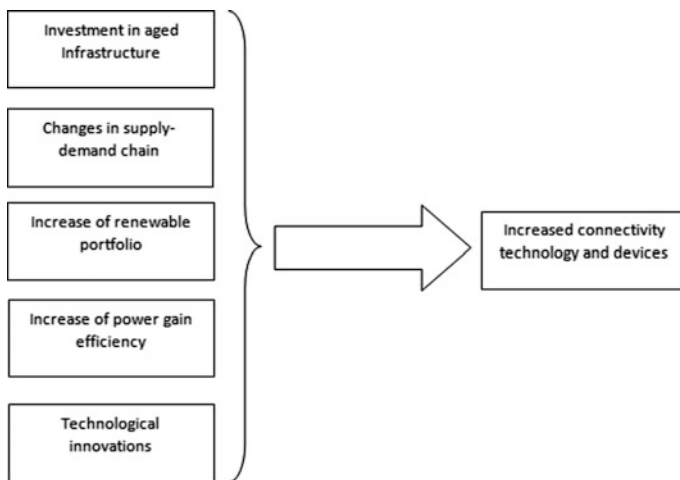 Investment in aged
Infrastructure
Changes in supply-
demand chain
Increase of renewable
portfolio
Increase of power gain
efficiency
Technological
innovations
Increased connectivity
technology and devices